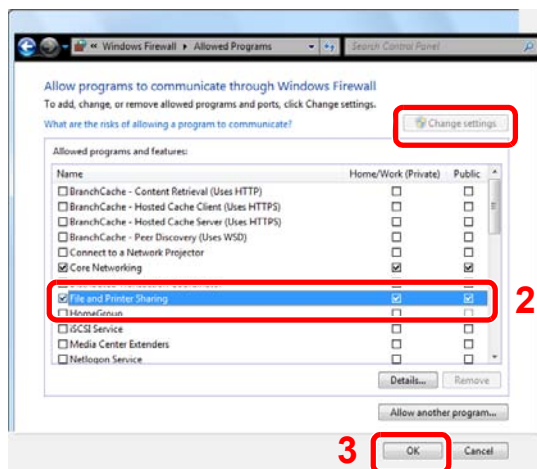 « Windows Firewall ▸ Allowed Programs
Search Control Panel
Allow programs to communicate through Windows Firewall
To add, change, or remove allowed programs and ports, click Change settings.
What are the risks of allowing a program to communicate?
Change settings
Allowed programs and features:
Name Home/Work (Private) Public
BranchCache - Content Retrieval (Uses HTTP)
BranchCache - Hosted Cache Client (Uses HTTPS)
BranchCache - Hosted Cache Server (Uses HTTPS)
BranchCache - Peer Discovery (Uses WSD)
Connect to a Network Projector
Core Networking
File and Printer Sharing
2
HomeGroup
iSCSI Service
Media Center Extenders
Netlogon Service
Details... Remove
Allow another program...
3 OK Cancel